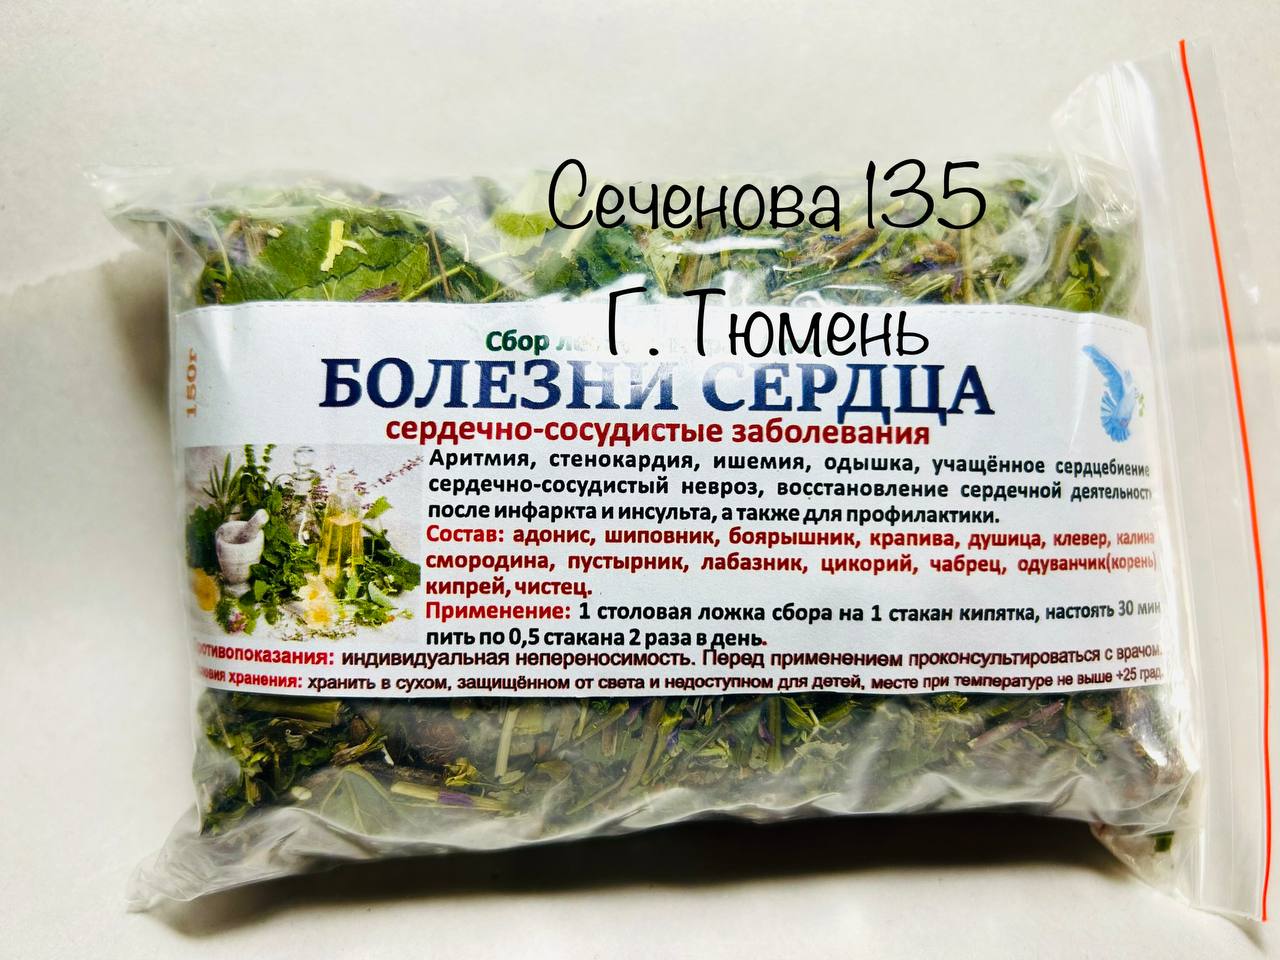 Сеченова 135
Г. Тюмень
Сбор
БОЛЕЗНИ СЕРДЦА
сердечно-сосудистые заболевания
150г
Аритмия, стенокардия, ишемия, одышка, учащённое сердцебиение
сердечно-сосудистый невроз, восстановление сердечной деятельност
после инфаркта и инсульта, а также для профилактики.
Состав: адонис, шиповник, боярышник, крапива, душица, клевер, калина
смородина, пустырник, лабазник, цикорий, чабрец, одуванчик(корень)
кипрей, чистец.
Применение: 1 столовая ложка сбора на 1 стакан кипятка, настоять 30 мин
пить по 0,5 стакана 2 раза в день.
ротивопоказания: индивидуальная непереносимость. Перед применением проконсультироваться с врачом.
ловия хранения: хранить в сухом, защищённом от света и недоступном для детей, месте при температуре не выше +25 град.